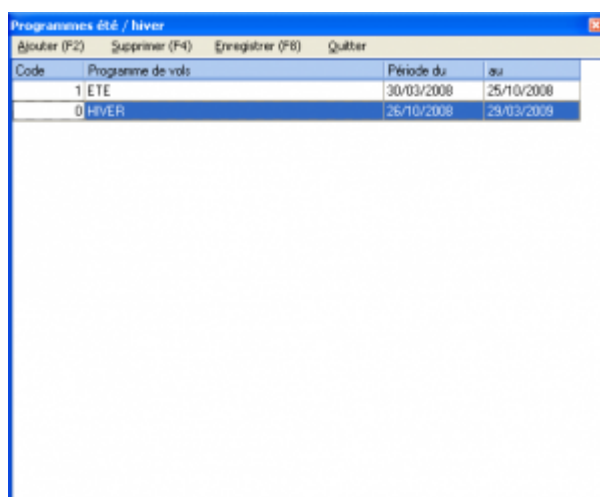 Programmes été / hiver
Ajouter (F2) Supprimer (F4) Enregistrer (F8) Quitter
Code Programme de vols Période du au
1 ETE 30/03/2008 25/10/2008
0 HIVER 26/10/2008 29/03/2009